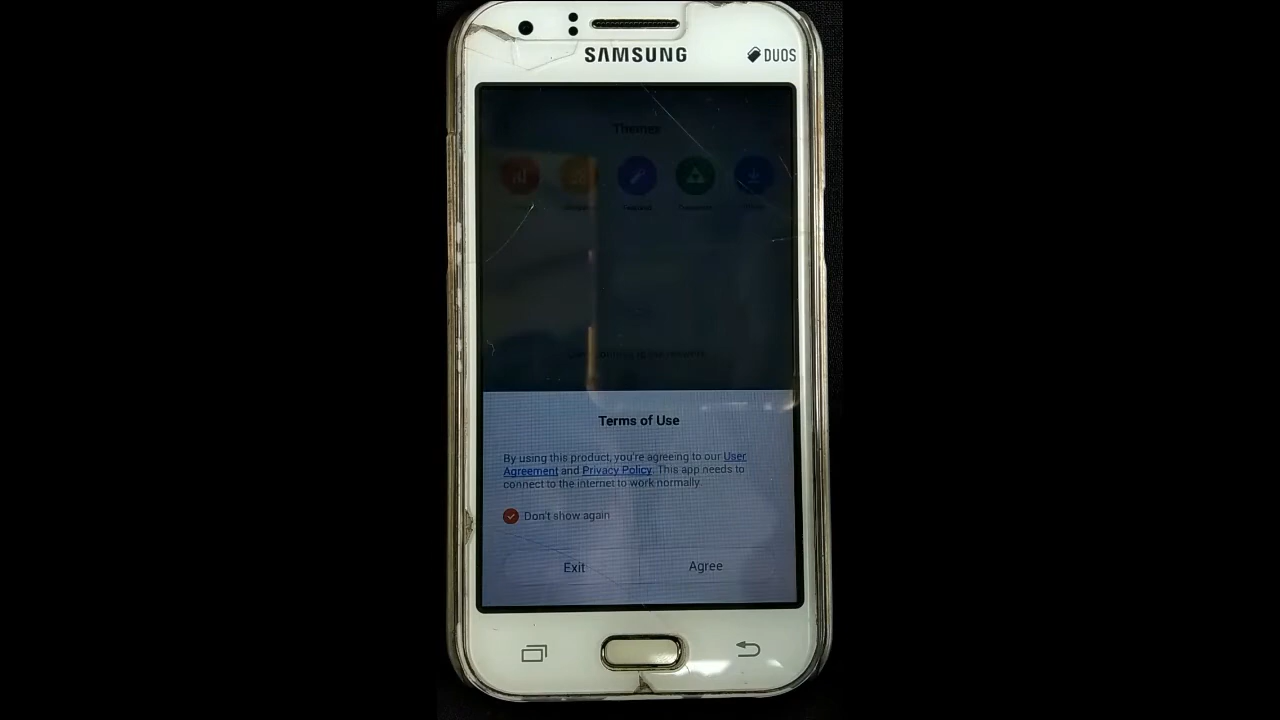 SAMSUNG
DUOS
Themes
Terms of Use
By using this product, you're agreeing to our User
Agreement and Privacy Policy. This app needs to
connect to the internet to work normally.
Don't show again
Exit Agree